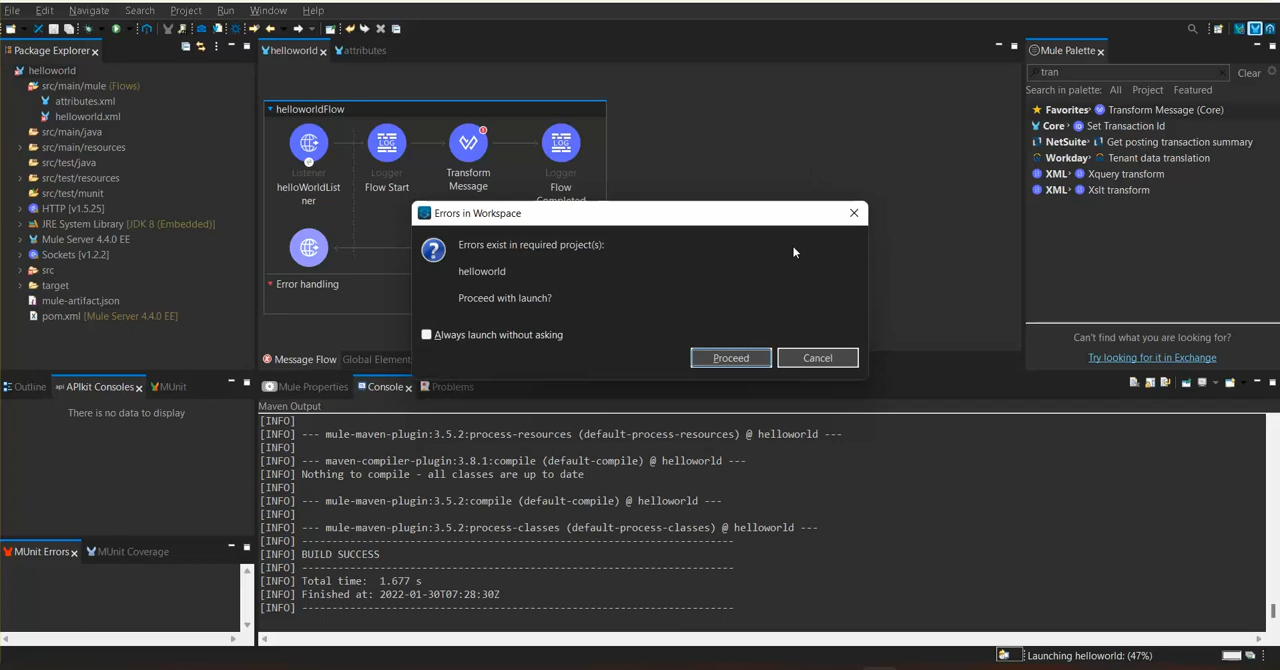 File Edit Navigate Search Project Run Window Help
Package Explorer
helloworld
src/main/mule (Flows)
attributes.xml
helloworld.xml
src/main/java
src/main/resources
src/test/java
src/test/resources
src/test/munit
HTTP [v1.5.25]
JRE System Library [JDK 8 (Embedded)]
Mule Server 4.4.0 EE
Sockets [v1.2.2]
src
target
mule-artifact.json
pom.xml [Mule Server 4.4.0 EE]
helloworld
attributes
helloworldFlow
LOG
LOG
Listener
helloWorldList
ner
Logger
Flow Start
Transform
Message
Logger
Flow
Completed
Error handling
Message Flow Global Element
Errors in Workspace
?
Errors exist in required project(s):
helloworld
Proceed with launch?
Always launch without asking
Proceed
Cancel
Mule Palette
tran
Clear
Search in palette: All Project Featured
Favorites Transform Message (Core)
Core Set Transaction Id
NetSuite Get posting transaction summary
Workday Tenant data translation
XML Xquery transform
XML Xslt transform
Can't find what you are looking for?
Try looking for it in Exchange
Outline
api APIkit Consoles
MUnit
There is no data to display
MUnit Errors
MUnit Coverage
Mule Properties
Console
Problems
Maven Output
[INFO]
[INFO] --- mule-maven-plugin:3.5.2:process-resources (default-process-resources) @ helloworld ---
[INFO]
[INFO] --- maven-compiler-plugin:3.8.1:compile (default-compile) @ helloworld ---
[INFO] Nothing to compile - all classes are up to date
[INFO]
[INFO] --- mule-maven-plugin:3.5.2:compile (default-compile) @ helloworld ---
[INFO]
[INFO] --- mule-maven-plugin:3.5.2:process-classes (default-process-classes) @ helloworld ---
[INFO] ------------------------------------------------------------------------
[INFO] BUILD SUCCESS
[INFO] ------------------------------------------------------------------------
[INFO] Total time:  1.677 s
[INFO] Finished at: 2022-01-30T07:28:30Z
[INFO] ------------------------------------------------------------------------
Launching helloworld: (47%)